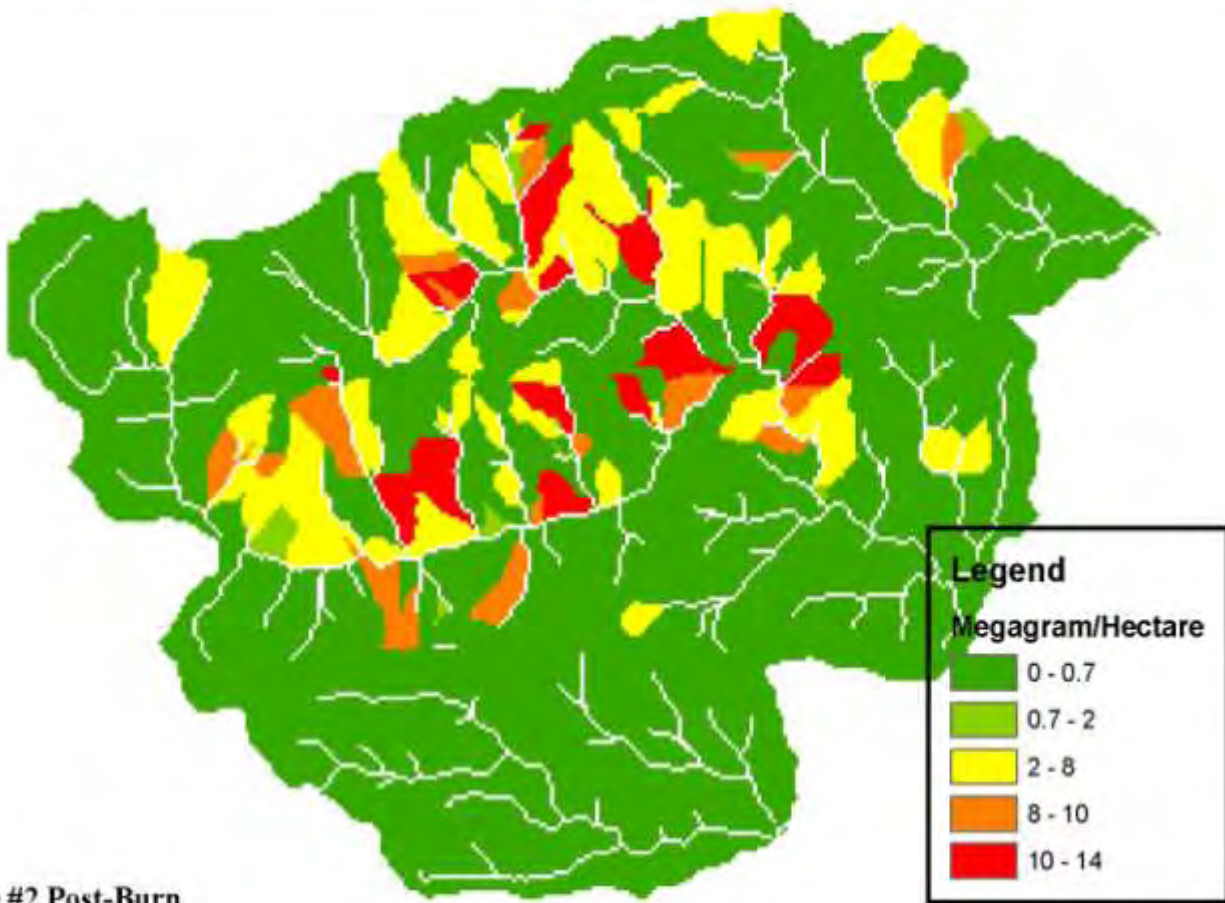 Legend
Megagram/Hectare
0 - 0.7
0.7 - 2
2 - 8
8 - 10
10 - 14
#2 Post-Burn